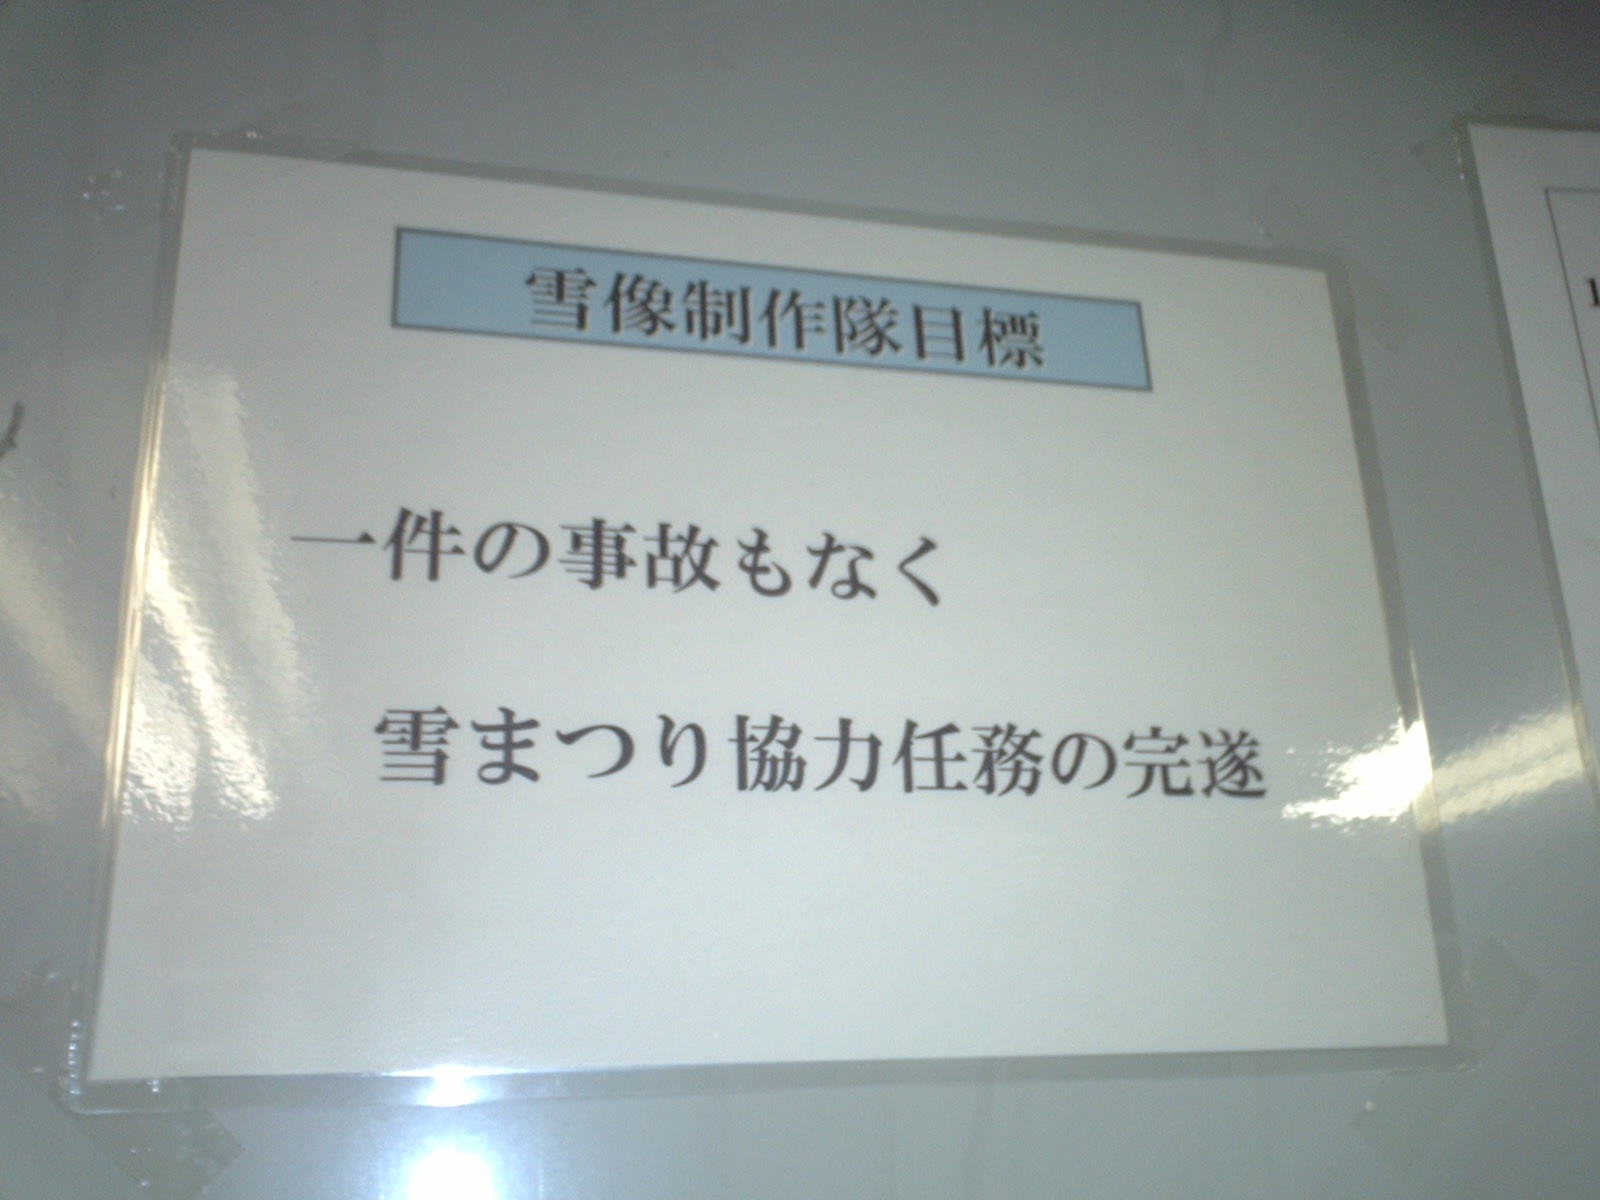 雪像制作隊目標
一件の事故もなく
雪まつり協力任務の完遂
1